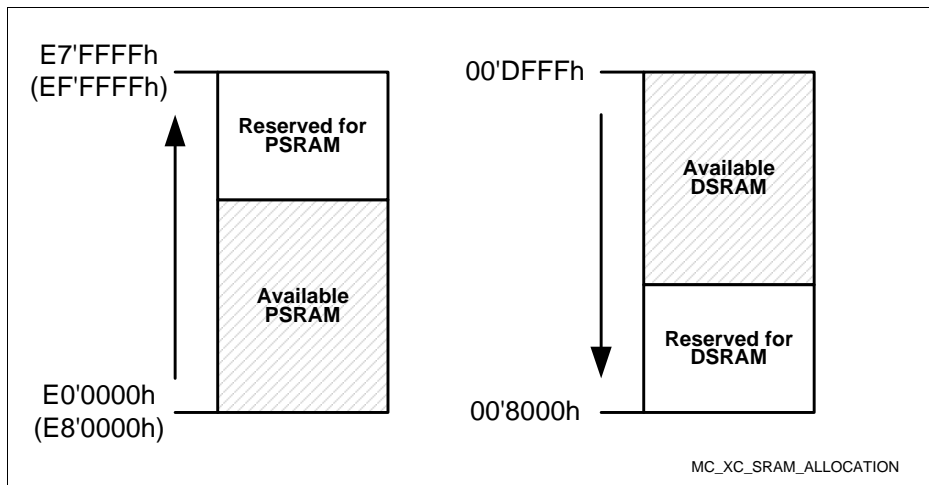 E7'FFFFh
(EF'FFFFh)
Reserved for
PSRAM
Available
PSRAM
E0'0000h
(E8'0000h)
00'DFFFh
Available
DSRAM
Reserved for
DSRAM
00'8000h
MC_XC_SRAM_ALLOCATION